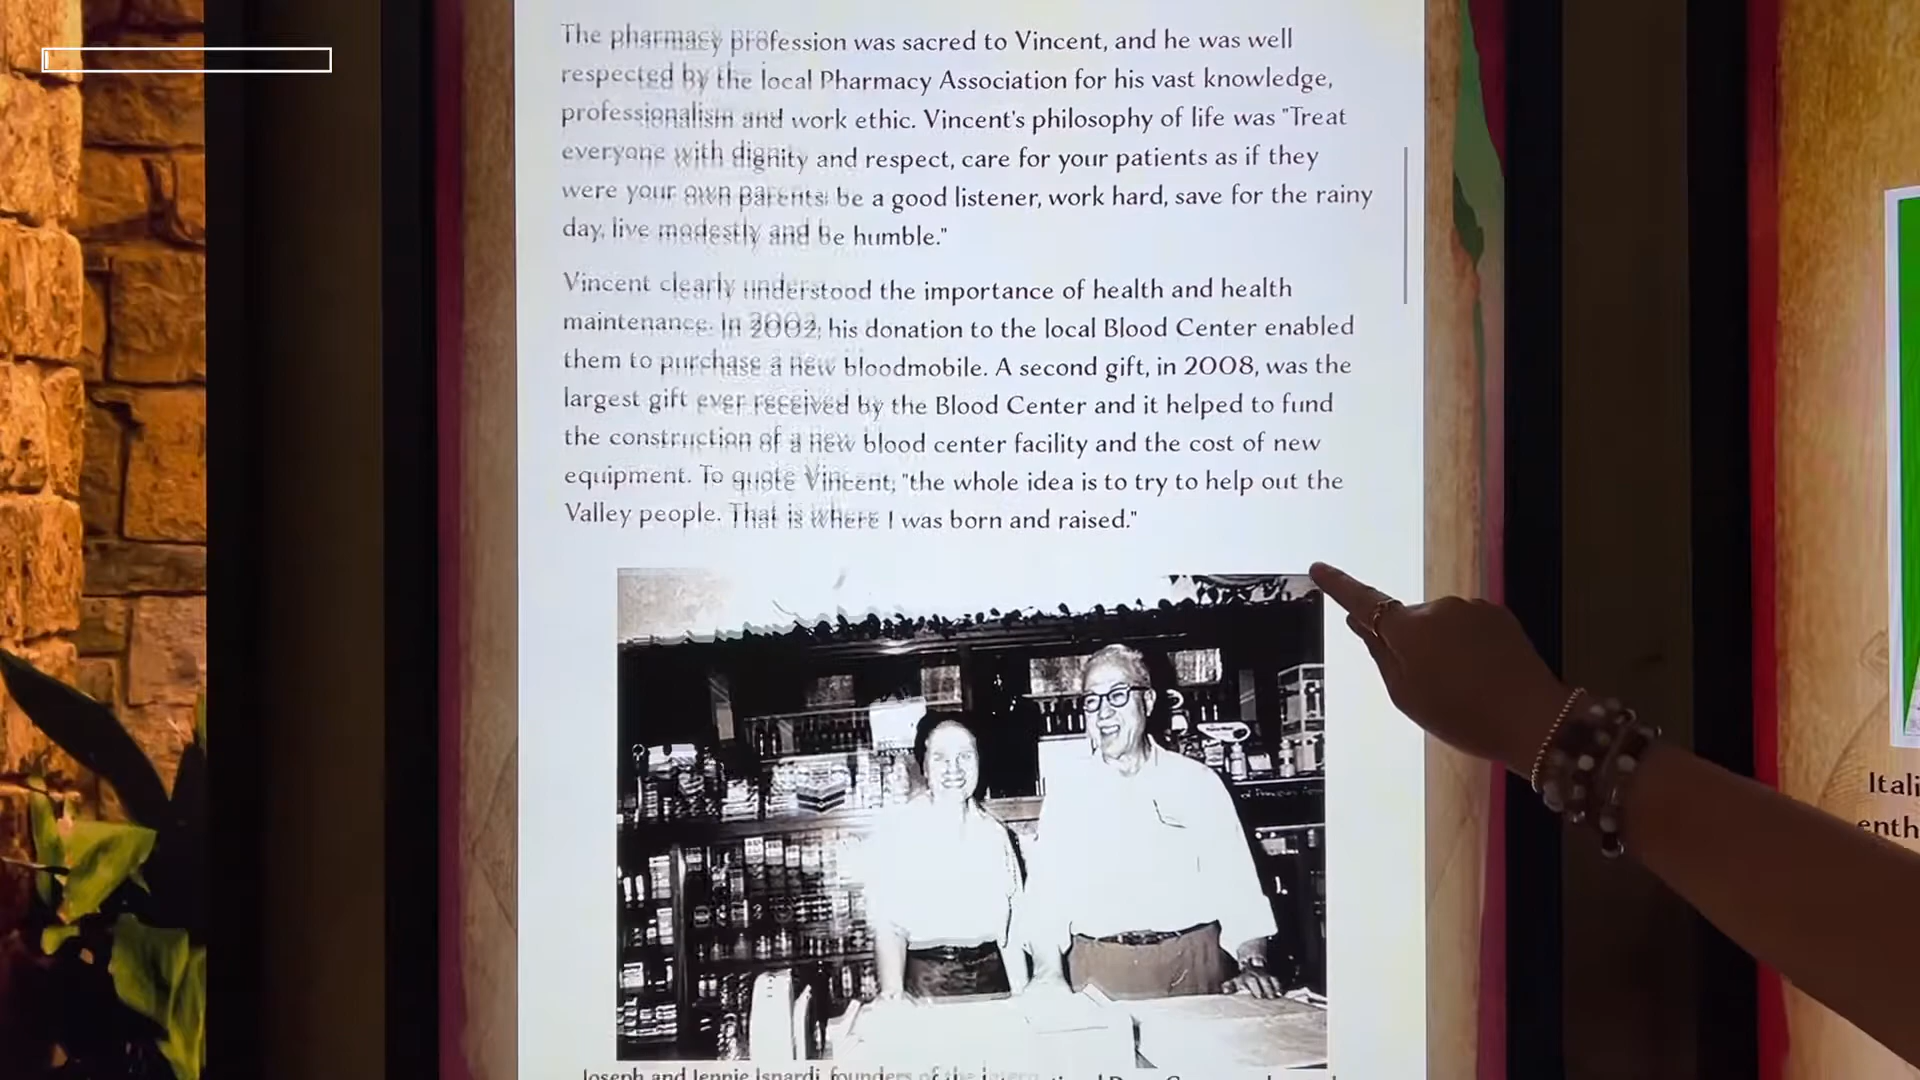 The pharmacy profession was sacred to Vincent, and he was well
respected by the local Pharmacy Association for his vast knowledge,
professionalism and work ethic. Vincent's philosophy of life was "Treat
everyone with dignity and respect, care for your patients as if they
were your own parents; be a good listener, work hard, save for the rainy
day, live modestly and be humble."
Vincent clearly understood the importance of health and health
maintenance. In 2002, his donation to the local Blood Center enabled
them to purchase a new bloodmobile. A second gift, in 2008, was the
largest gift ever received by the Blood Center and it helped to fund
the construction of a new blood center facility and the cost of new
equipment. To quote Vincent, "the whole idea is to try to help out the
Valley people. That is where I was born and raised."
Joseph and Jennie Isnardi, founders of the
Itali
enth